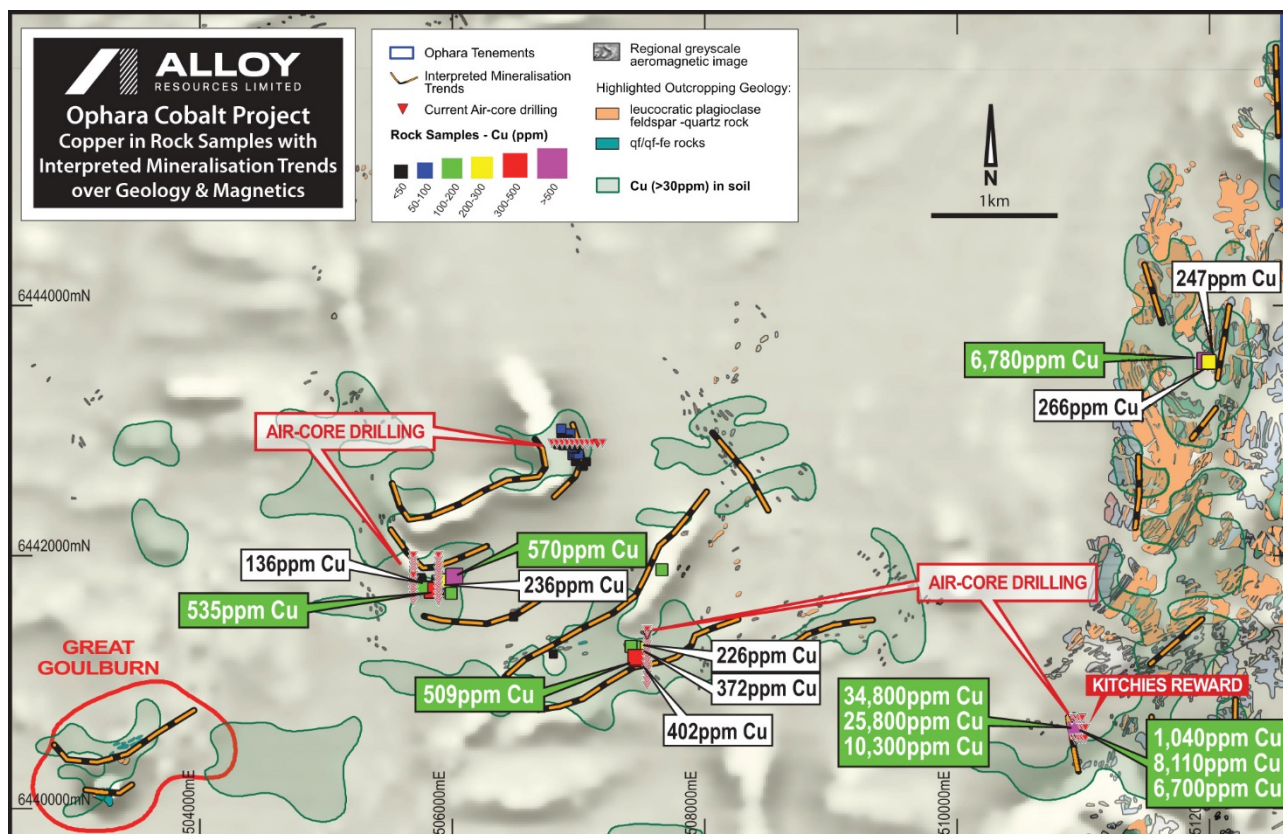 ALLOY
RESOURCES LIMITED
Ophara Cobalt Project
Copper in Rock Samples with
Interpreted Mineralisation Trends
over Geology & Magnetics
Ophara Tenements
Interpreted Mineralisation
Trends
Current Air-core drilling
Rock Samples - Cu (ppm)
<50
50-100
100-200
200-300
300-500
>500
Regional greyscale
aeromagnetic image
Highlighted Outcropping Geology:
leucocratic plagioclase
feldspar -quartz rock
qf/qf-fe rocks
Cu (>30ppm) in soil
N
1km
6444000mN
247ppm Cu
6,780ppm Cu
266ppm Cu
AIR-CORE DRILLING
6442000mN
136ppm Cu
570ppm Cu
236ppm Cu
535ppm Cu
AIR-CORE DRILLING
GREAT
GOULBURN
226ppm Cu
509ppm Cu
372ppm Cu
402ppm Cu
KITCHIES REWARD
34,800ppm Cu
25,800ppm Cu
10,300ppm Cu
1,040ppm Cu
8,110ppm Cu
6,700ppm Cu
6440000mN
504000mE
506000mE
508000mE
510000mE